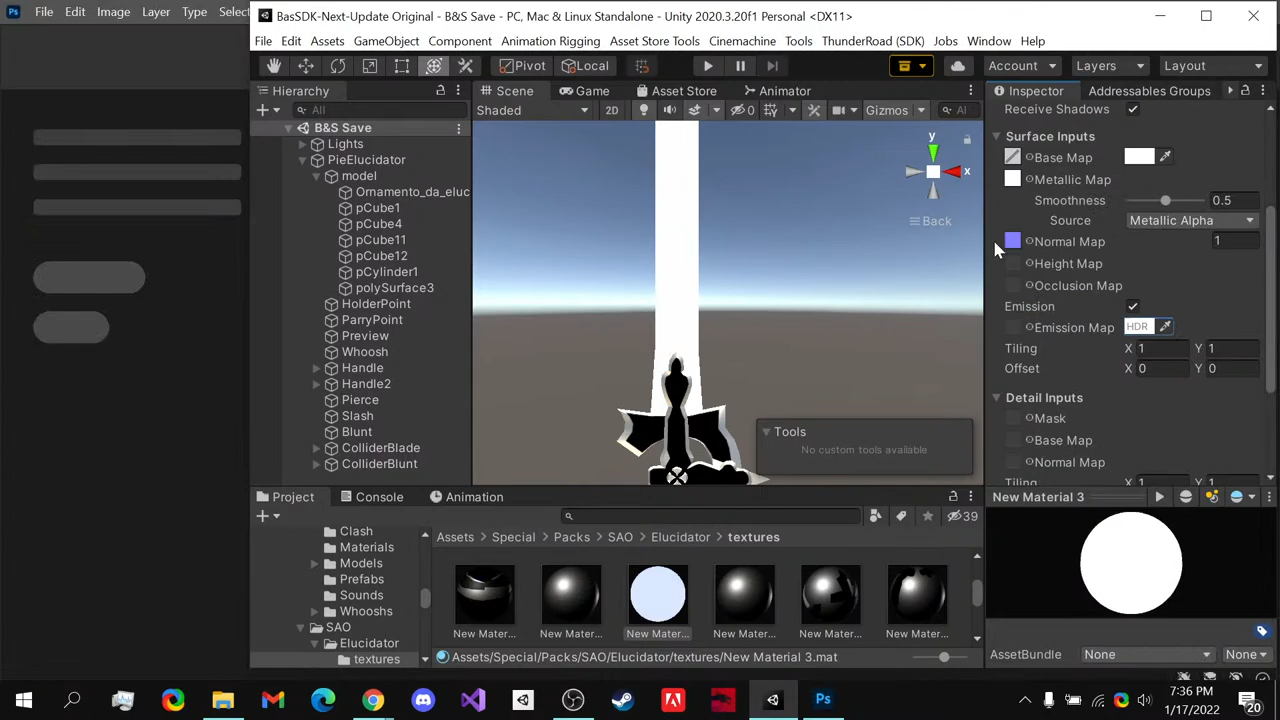 Ps File Edit Image Layer Type Select
BasSDK-Next-Update Original - B&S Save - PC, Mac & Linux Standalone - Unity 2020.3.20f1 Personal <DX11>
File Edit Assets GameObject Component Animation Rigging Asset Store Tools Cinemachine Tools ThunderRoad (SDK) Jobs Window Help
Pivot Local Account Layers Layout
Hierarchy
All
B&S Save
Lights
PieElucidator
model
Ornamento_da_eluc
pCube1
pCube4
pCube11
pCube12
pCylinder1
polySurface3
HolderPoint
ParryPoint
Preview
Whoosh
Handle
Handle2
Pierce
Slash
Blunt
ColliderBlade
ColliderBlunt
Scene Game Asset Store Animator
Shaded 2D 0 Gizmos Al
y
x
Back
Tools
No custom tools available
Inspector Addressables Groups
Receive Shadows
Surface Inputs
Base Map
Metallic Map
Smoothness 0.5
Source Metallic Alpha
Normal Map 1
Height Map
Occlusion Map
Emission
Emission Map HDR
Tiling X 1 Y 1
Offset X 0 Y 0
Detail Inputs
Mask
Base Map
Normal Map
Tiling X 1 Y 1
New Material 3
AssetBundle None None
Project Console Animation
39
Clash
Materials
Models
Prefabs
Sounds
Whooshs
SAO
Elucidator
textures
Assets Special Packs SAO Elucidator textures
New Mater... New Mater... New Mater... New Mater... New Mater... New Mater...
Assets/Special/Packs/SAO/Elucidator/textures/New Material 3.mat
Ps
7:36 PM
1/17/2022
20